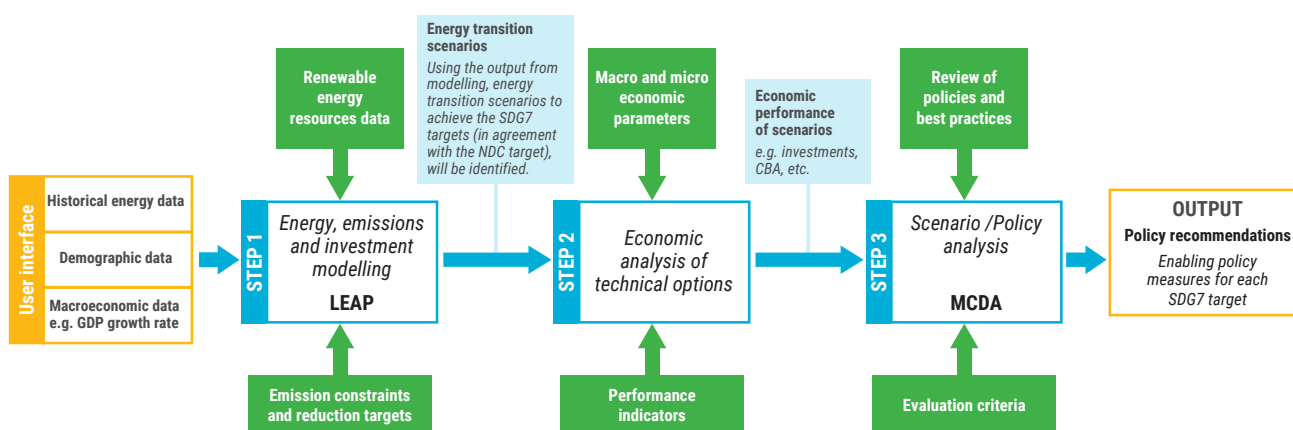 User interface
Historical energy data
Demographic data
Macroeconomic data
e.g. GDP growth rate
Renewable
energy
resources data
STEP 1
Energy, emissions
and investment
modelling
LEAP
Emission constraints
and reduction targets
Energy transition
scenarios
Using the output from
modelling, energy
transition scenarios to
achieve the SDG7
targets (in agreement
with the NDC target),
will be identified.
Macro and micro
economic
parameters
STEP 2
Economic
analysis of
technical options
Performance
indicators
Economic
performance
of scenarios
e.g. investments,
CBA, etc.
Review of
policies and
best practices
STEP 3
Scenario /Policy
analysis
MCDA
Evaluation criteria
OUTPUT
Policy recommendations
Enabling policy
measures for each
SDG7 target